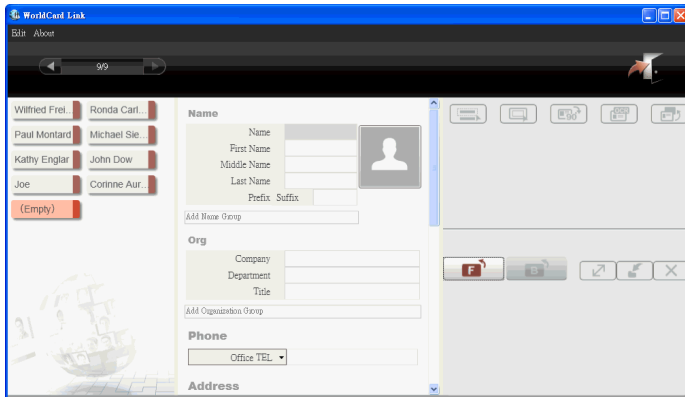 WorldCard Link
Edit About
9/9
Wilfried Frei...
Ronda Carl...
Paul Montard
Michael Sie...
Kathy Englar
John Dow
Joe
Corinne Aur...
(Empty)
Name
Name
First Name
Middle Name
Last Name
Prefix Suffix
Add Name Group
Org
Company
Department
Title
Add Organization Group
Phone
Office TEL
Address
90
OCR
F
B